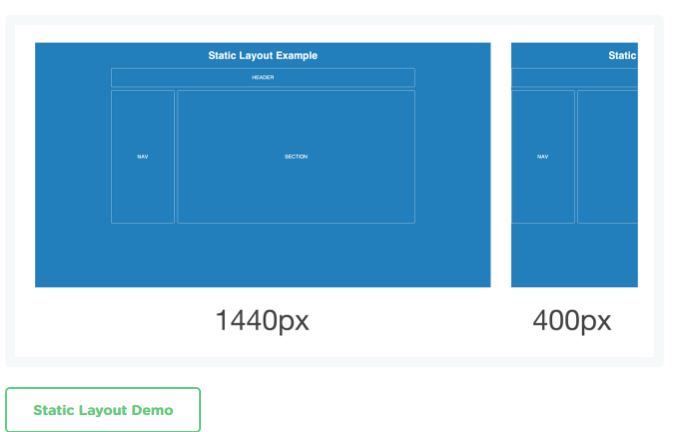 Static Layout Example
HEADER
NAV
SECTION
Static
NAV
1440px
400px
Static Layout Demo